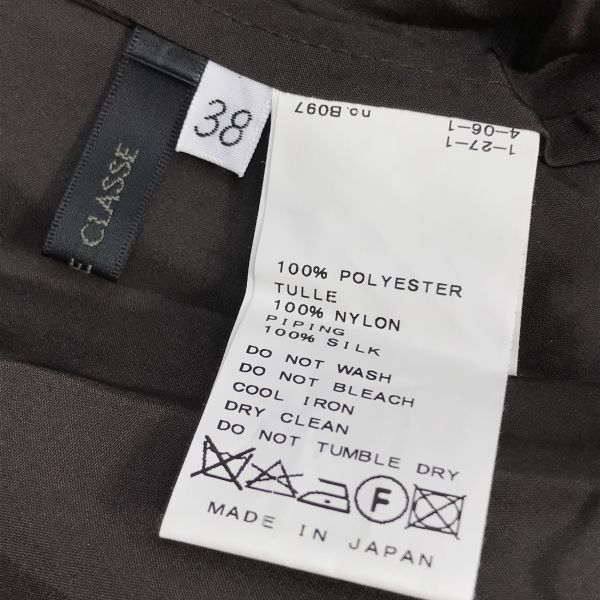 E CLASSE
38
no.B097
1-27-1
4-06-1
100% POLYESTER
TULLE
100% NYLON
PIPING
100% SILK
DO NOT WASH
DO NOT BLEACH
COOL IRON
DRY CLEAN
DO NOT TUMBLE DRY
F
MADE IN JAPAN